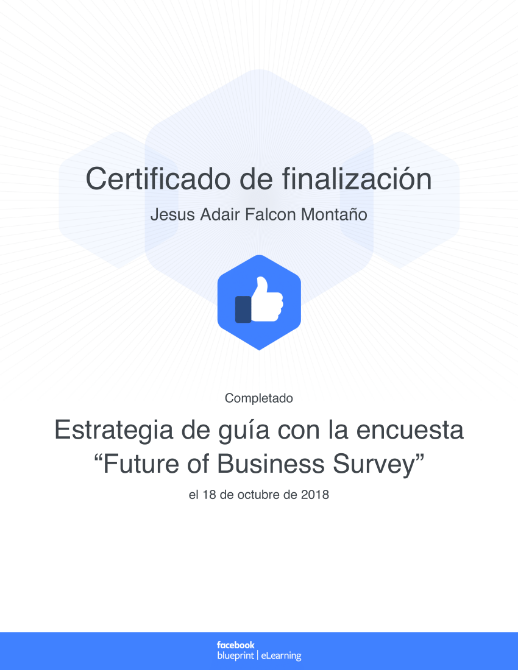 Certificado de finalización
Jesus Adair Falcon Montaño
Completado
Estrategia de guía con la encuesta
“Future of Business Survey”
el 18 de octubre de 2018
facebook
blueprint | eLearning